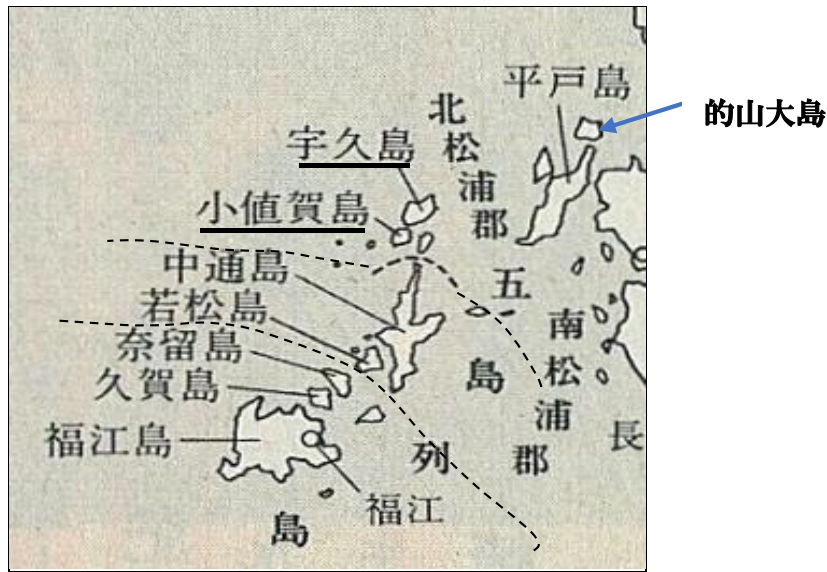 平戸島
的山大島
北松浦郡
宇久島
小値賀島
中通島
五島列島
若松島
南松浦郡
奈留島
久賀島
福江島
長
福江